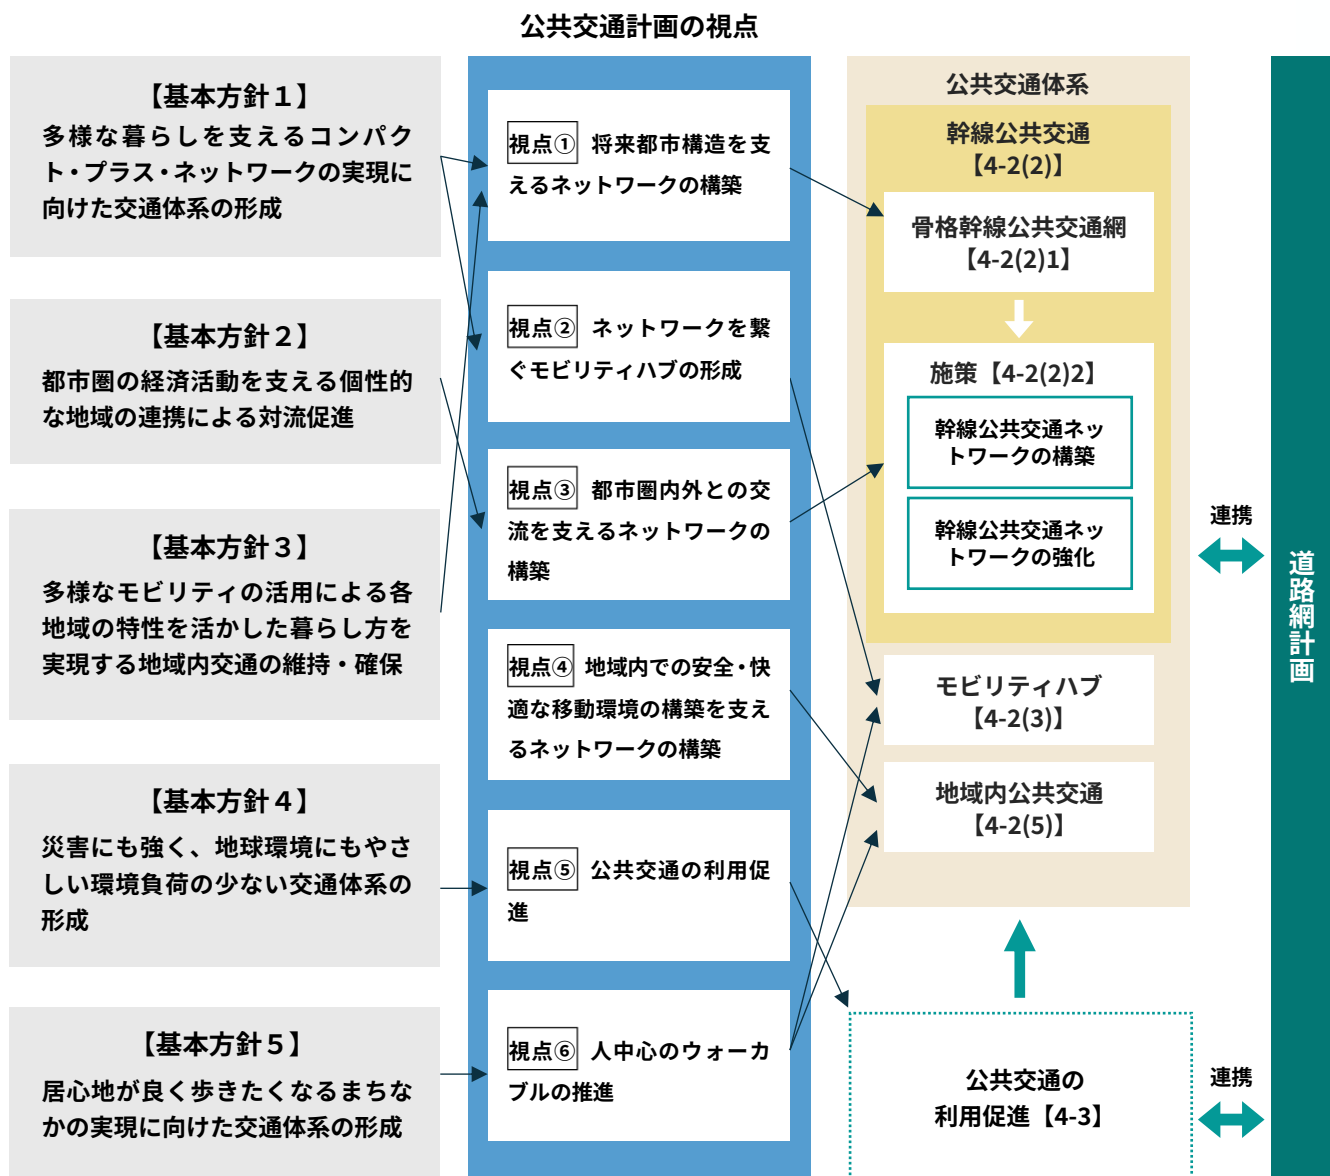 公共交通計画の視点
【基本方針１】
多様な暮らしを支えるコンパク
ト・プラス・ネットワークの実現に
向けた交通体系の形成
【基本方針２】
都市圏の経済活動を支える個性的
な地域の連携による対流促進
【基本方針３】
多様なモビリティの活用による各
地域の特性を活かした暮らし方を
実現する地域内交通の維持・確保
【基本方針４】
災害にも強く、地球環境にもやさ
しい環境負荷の少ない交通体系の
形成
【基本方針５】
居心地が良く歩きたくなるまちな
かの実現に向けた交通体系の形成
視点① 将来都市構造を支
えるネットワークの構築
視点② ネットワークを繋
ぐモビリティハブの形成
視点③ 都市圏内外との交
流を支えるネットワークの
構築
視点④ 地域内での安全・快
適な移動環境の構築を支え
るネットワークの構築
視点⑤ 公共交通の利用促
進
視点⑥ 人中心のウォーカ
ブルの推進
公共交通体系
幹線公共交通
【4-2(2)】
骨格幹線公共交通網
【4-2(2)1】
施策【4-2(2)2】
幹線公共交通ネッ
トワークの構築
幹線公共交通ネッ
トワークの強化
モビリティハブ
【4-2(3)】
地域内公共交通
【4-2(5)】
公共交通の
利用促進【4-3】
連携
連携
道路網計画